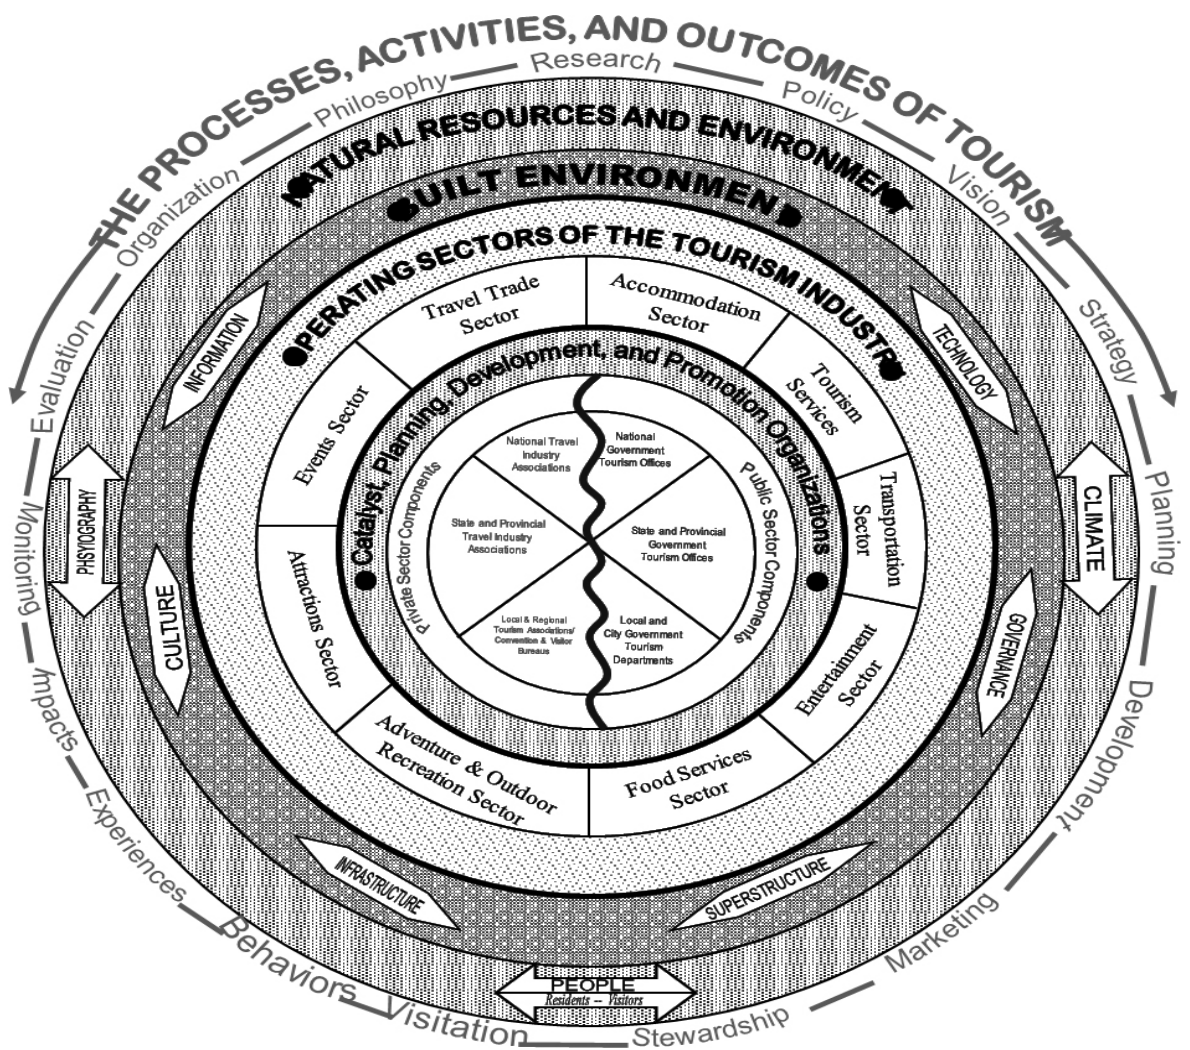 THE PROCESSES, ACTIVITIES, AND OUTCOMES OF TOURISM
Research
Policy
Vision
Strategy
Planning
Development
Marketing
Stewardship
Visitation
Behaviors
Experiences
Impacts
Monitoring
Evaluation
Organization
Philosophy
NATURAL RESOURCES AND ENVIRONMENT
PHSYIOGRAPHY
CLIMATE
PEOPLE
Residents -- Visitors
BUILT ENVIRONMENT
INFORMATION
TECHNOLOGY
GOVERNANCE
SUPERSTRUCTURE
INFRASTRUCTURE
CULTURE
OPERATING SECTORS OF THE TOURISM INDUSTRY
Travel Trade
Sector
Accommodation
Sector
Tourism
Services
Transportation
Sector
Entertainment
Sector
Food Services
Sector
Adventure & Outdoor
Recreation Sector
Attractions Sector
Events Sector
Catalyst, Planning, Development, and Promotion Organizations
Private Sector Components
Public Sector Components
National Travel
Industry
Associations
National
Government
Tourism Offices
State and Provincial
Travel Industry
Associations
State and Provincial
Government
Tourism Offices
Local & Regional
Tourism Associations/
Convention & Visitor
Bureaus
Local and
City Government
Tourism
Departments